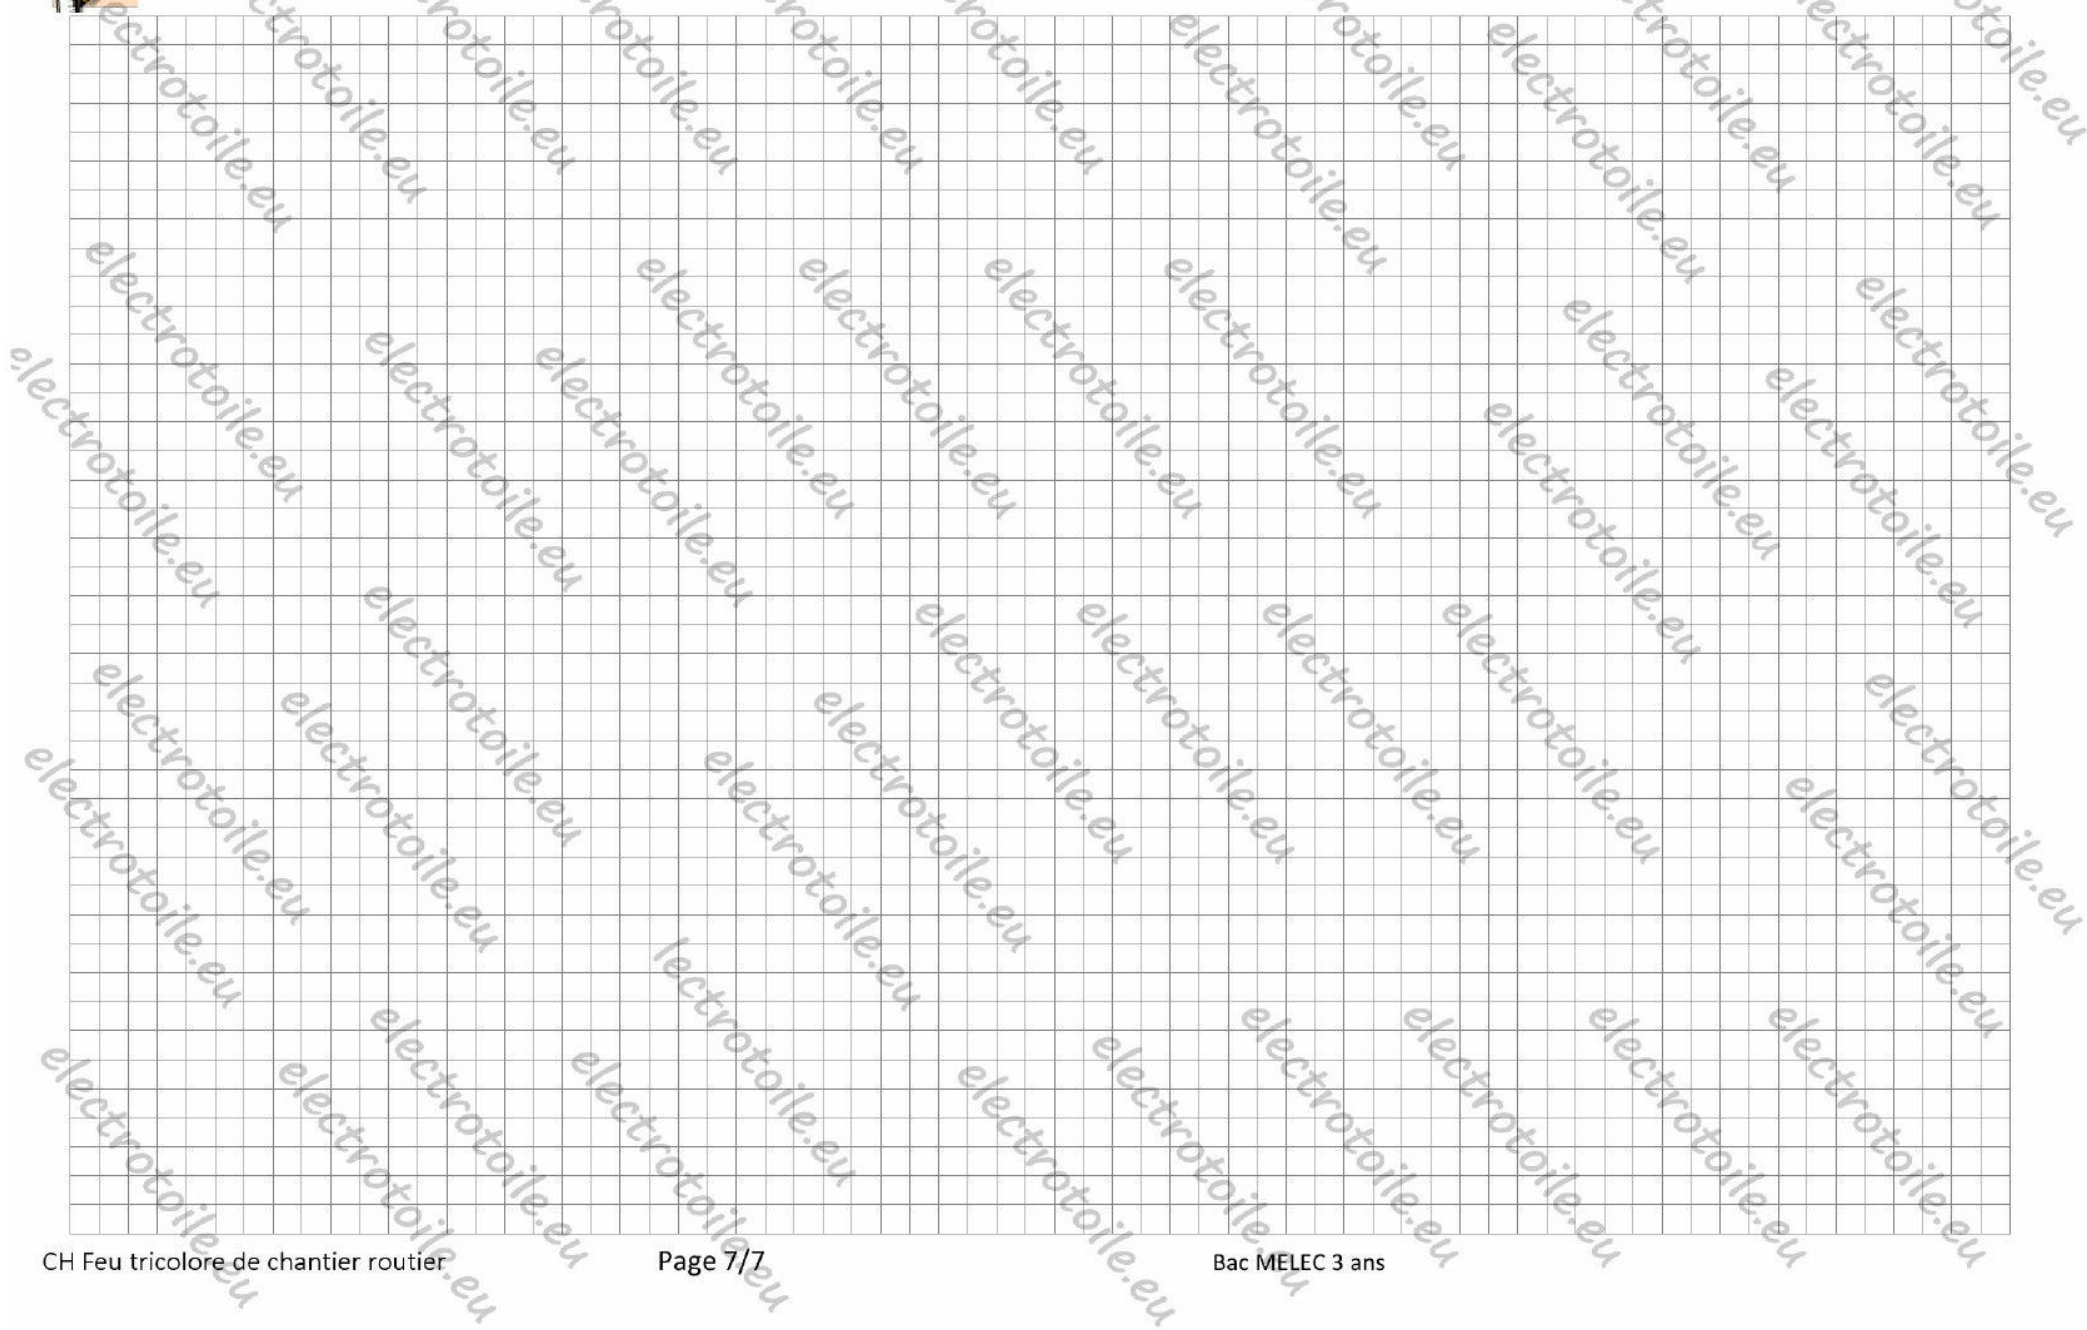 electrotoile.eu
CH Feu tricolore de chantier routier Page 7/7 Bac MELEC 3 ans